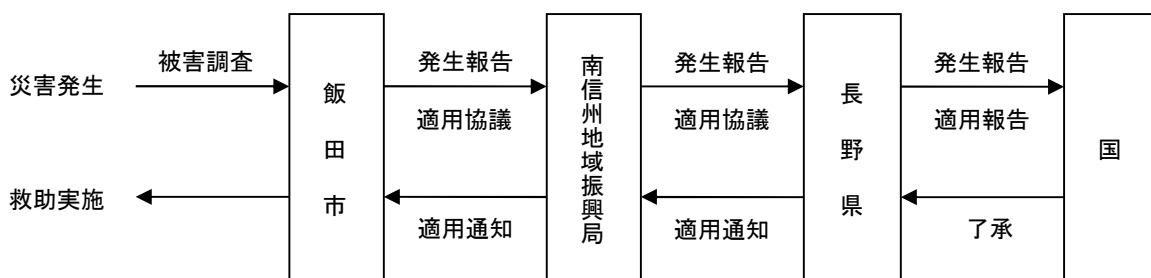 災害発生
被害調査
飯田市
発生報告
適用協議
南信州地域振興局
発生報告
適用協議
長野県
発生報告
適用報告
国
救助実施
適用通知
適用通知
了承